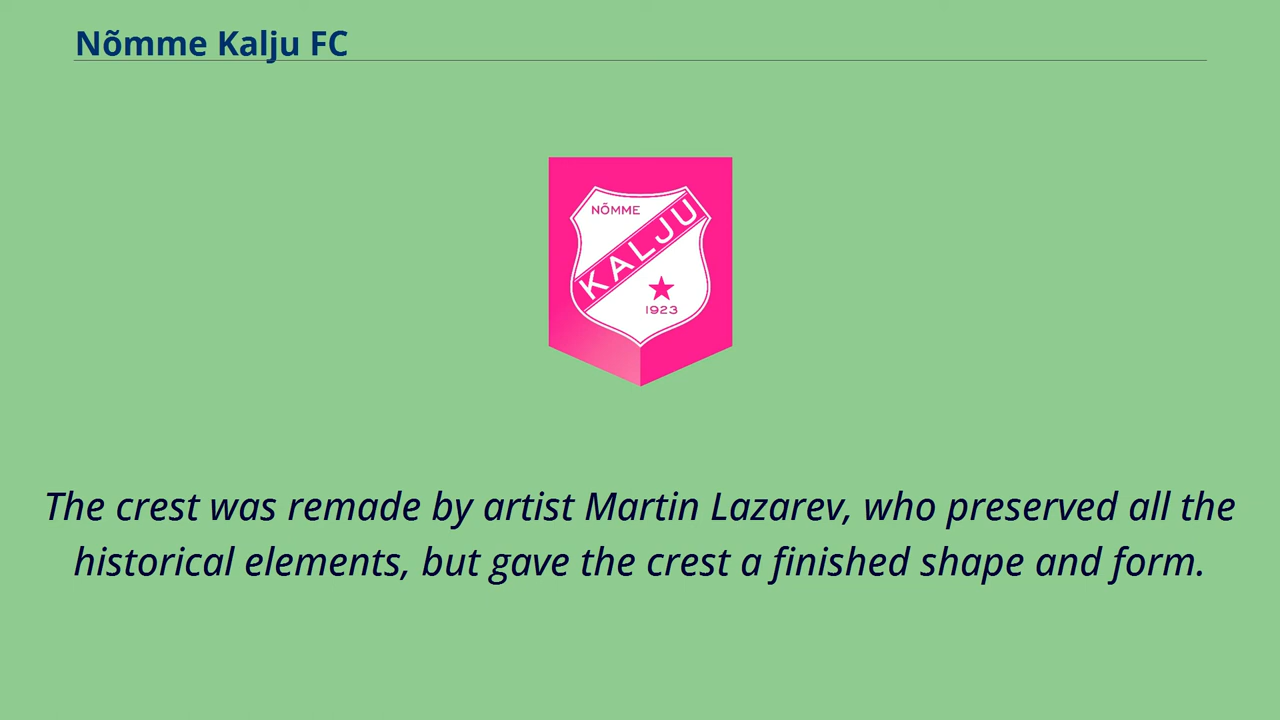 Nõmme Kalju FC
NÕMME
KALJU
1923
The crest was remade by artist Martin Lazarev, who preserved all the
historical elements, but gave the crest a finished shape and form.